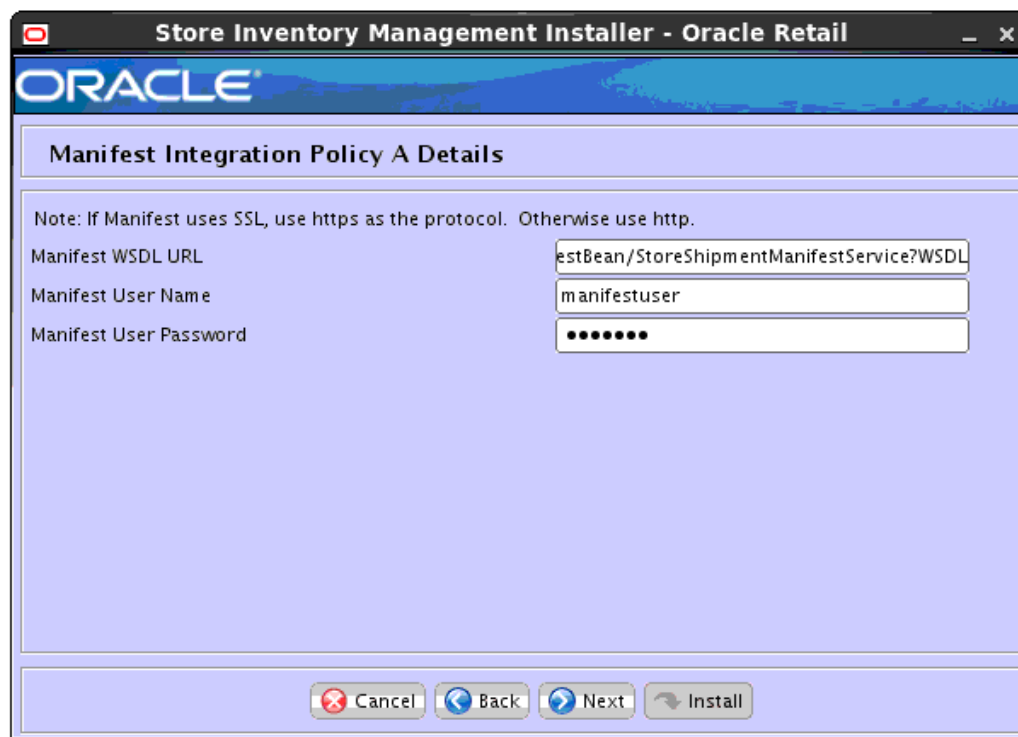 Store Inventory Management Installer - Oracle Retail
ORACLE
Manifest Integration Policy A Details
Note: If Manifest uses SSL, use https as the protocol. Otherwise use http.
Manifest WSDL URL estBean/StoreShipmentManifestService?WSDL
Manifest User Name manifestuser
Manifest User Password •••••••
Cancel Back Next Install